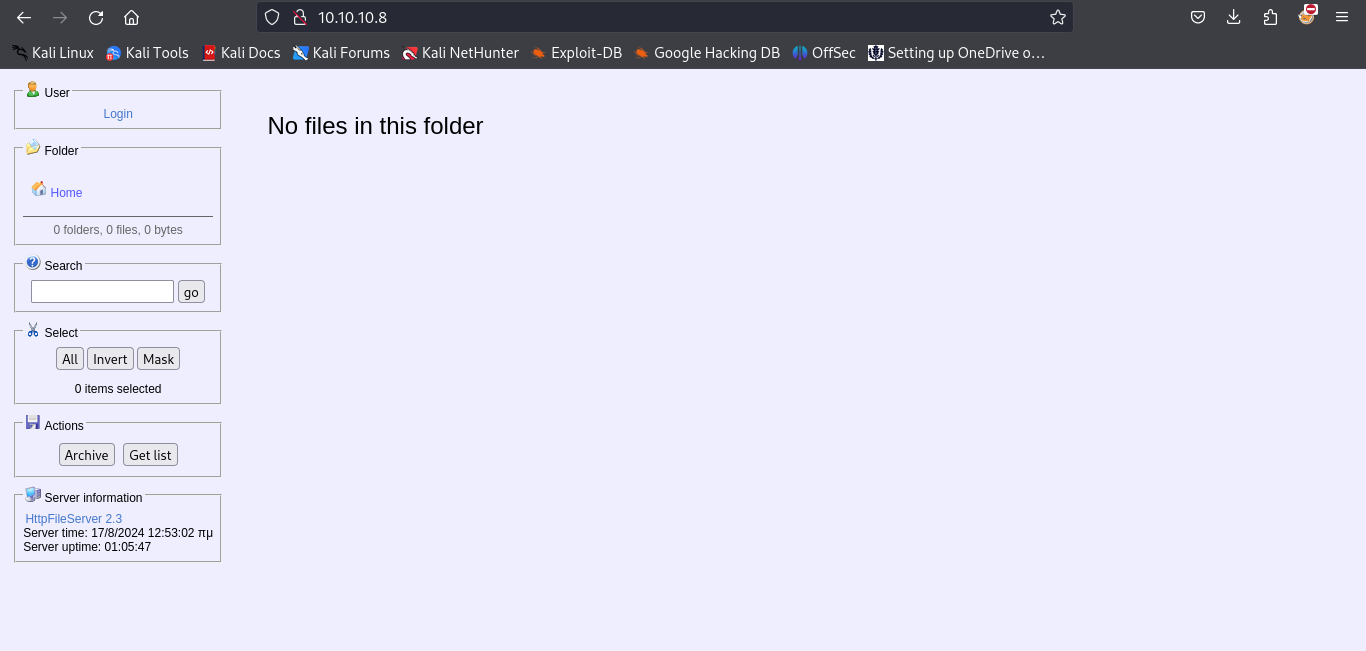 10.10.10.8
Kali Linux Kali Tools Kali Docs Kali Forums Kali NetHunter Exploit-DB Google Hacking DB OffSec Setting up OneDrive o…
User
Login
No files in this folder
Folder
Home
0 folders, 0 files, 0 bytes
Search
go
Select
All Invert Mask
0 items selected
Actions
Archive Get list
Server information
HttpFileServer 2.3
Server time: 17/8/2024 12:53:02 πμ
Server uptime: 01:05:47